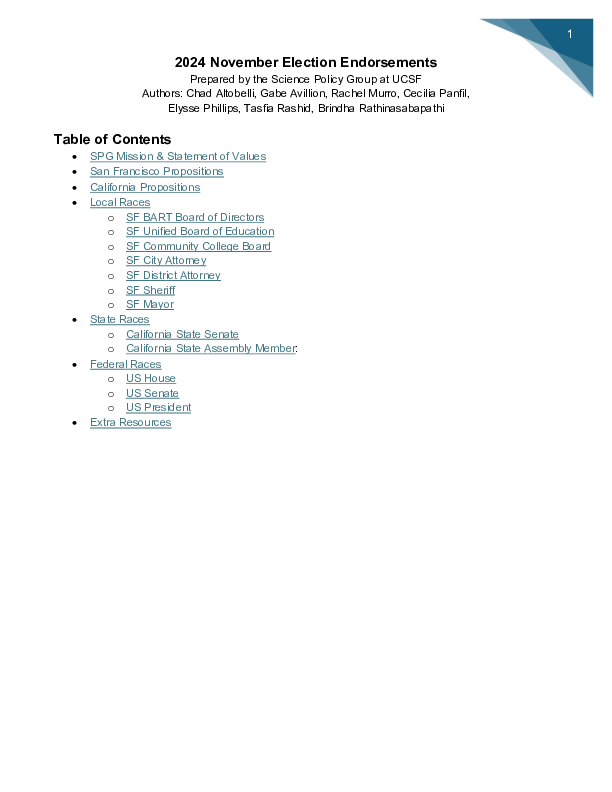 1
2024 November Election Endorsements
Prepared by the Science Policy Group at UCSF
Authors: Chad Altobelli, Gabe Avillion, Rachel Murro, Cecilia Panfil,
Elysse Phillips, Tasfia Rashid, Brindha Rathinasabapathi
Table of Contents
• SPG Mission & Statement of Values
• San Francisco Propositions
• California Propositions
• Local Races
o SF BART Board of Directors
o SF Unified Board of Education
o SF Community College Board
o SF City Attorney
o SF District Attorney
o SF Sheriff
o SF Mayor
• State Races
o California State Senate
o California State Assembly Member:
• Federal Races
o US House
o US Senate
o US President
• Extra Resources